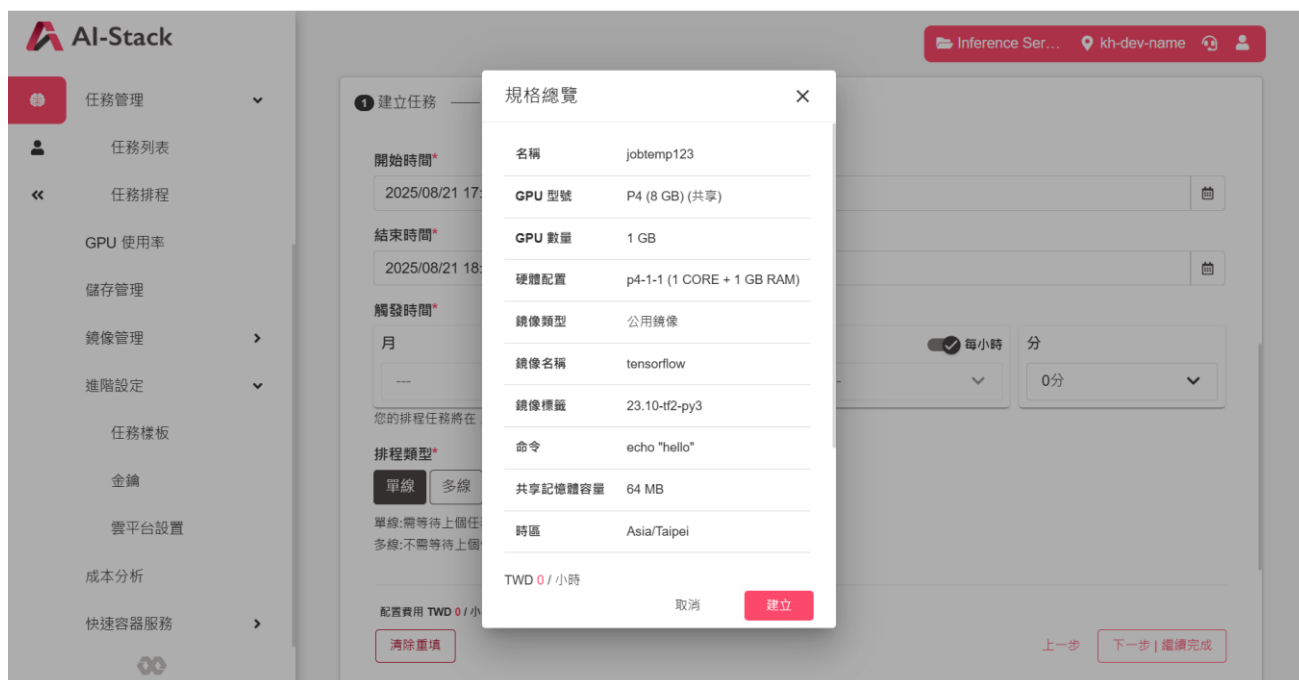 AI-Stack
Inference Ser... kh-dev-name
任務管理
任務列表
任務排程
GPU 使用率
儲存管理
鏡像管理
進階設定
任務樣板
金鑰
雲平台設置
成本分析
快速容器服務
1 建立任務
開始時間*
2025/08/21 17:
結束時間*
2025/08/21 18:
觸發時間*
月
每小時
分
---
0分
您的排程任務將在
排程類型*
單線 多線
單線:需等待上個任
多線:不需等待上個
配置費用 TWD 0 / 小
清除重填
上一步
下一步 | 繼續完成
規格總覽
名稱 jobtemp123
GPU 型號 P4 (8 GB) (共享)
GPU 數量 1 GB
硬體配置 p4-1-1 (1 CORE + 1 GB RAM)
鏡像類型 公用鏡像
鏡像名稱 tensorflow
鏡像標籤 23.10-tf2-py3
命令 echo "hello"
共享記憶體容量 64 MB
時區 Asia/Taipei
TWD 0 / 小時
取消 建立